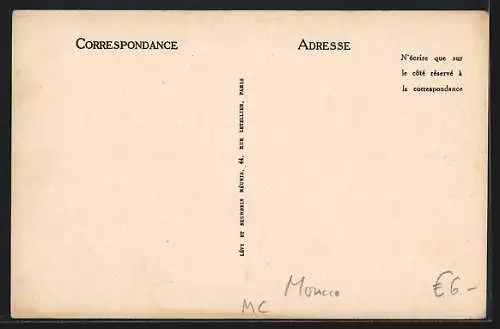 CORRESPONDANCE
ADRESSE
N'écrire que sur
le côté réservé à
la correspondance
LÉVY ET NEURDEIN RÉUNIS, 44, RUE LETELLIER, PARIS
Monaco
MC
€6.-